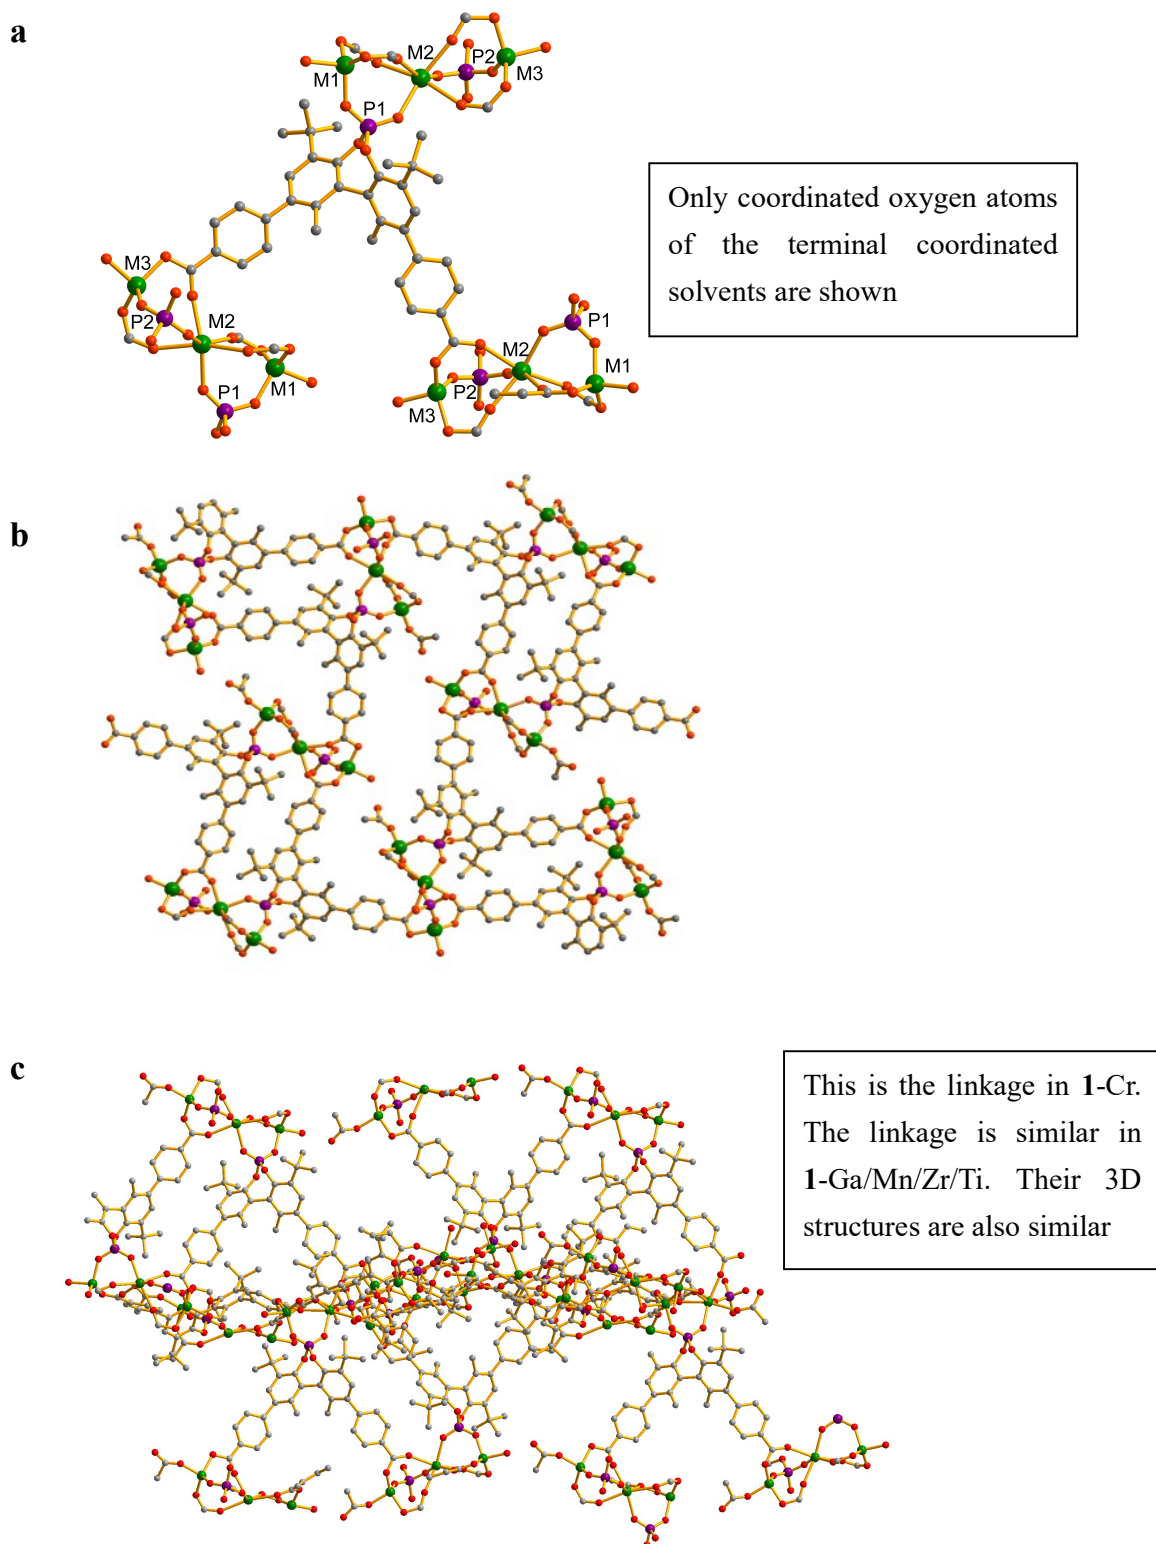 a
M2
P2
M1
M3
P1
Only coordinated oxygen atoms
of the terminal coordinated
solvents are shown
M3
P2
M2
M1
P1
P1
M2
M1
P2
M3
b
c
This is the linkage in 1-Cr.
The linkage is similar in
1-Ga/Mn/Zr/Ti. Their 3D
structures are also similar